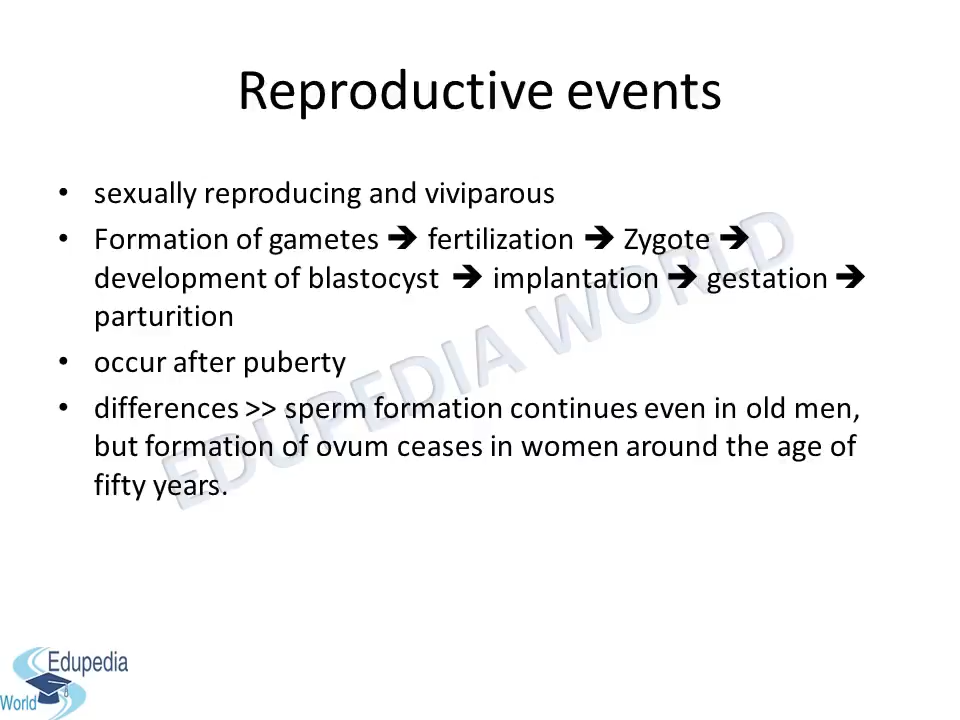 Reproductive events
• sexually reproducing and viviparous
• Formation of gametes 🡺 fertilization 🡺 Zygote 🡺
development of blastocyst 🡺 implantation 🡺 gestation 🡺
parturition
• occur after puberty
• differences >> sperm formation continues even in old men,
but formation of ovum ceases in women around the age of
fifty years.
EDUPEDIA WORLD
Edupedia
World